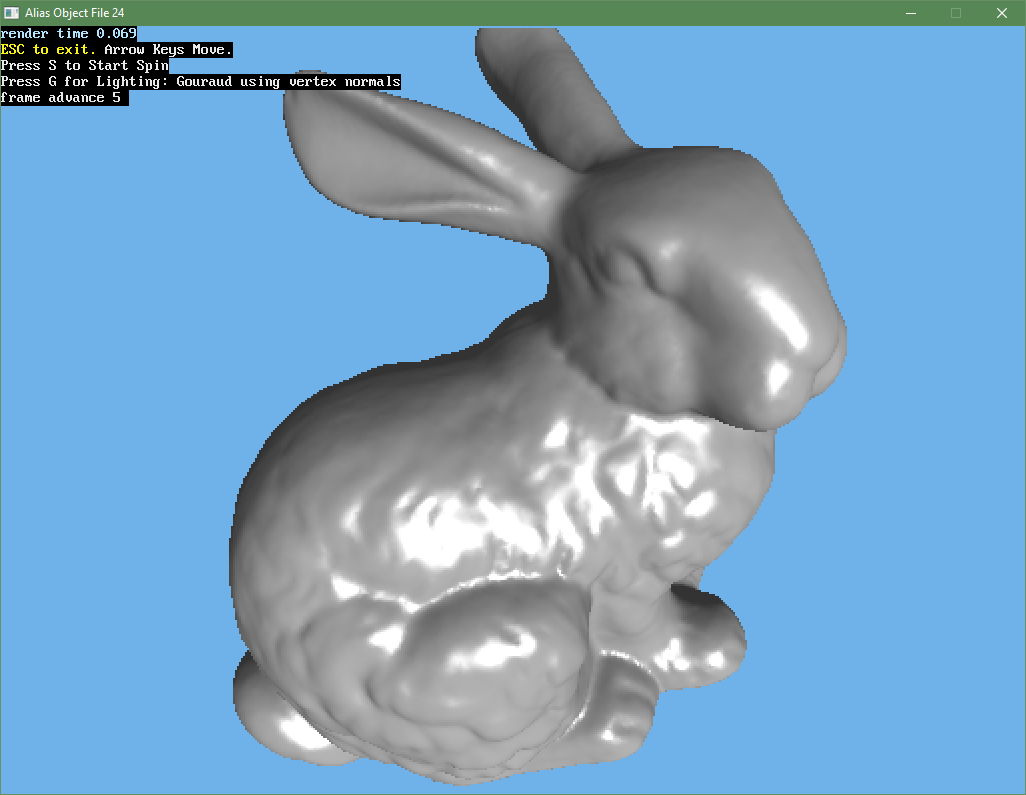 Alias Object File 24
render time 0.069
ESC to exit. Arrow Keys Move.
Press S to Start Spin
Press G for Lighting: Gouraud using vertex normals
frame advance 5